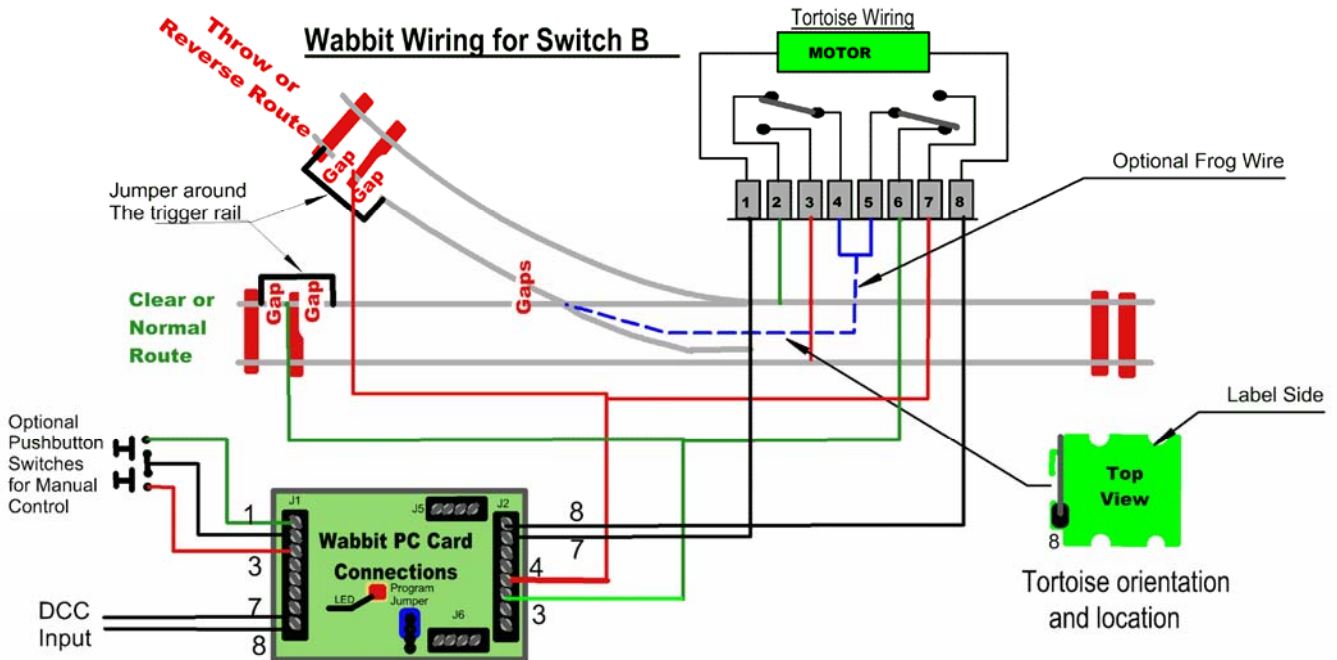 Wabbit Wiring for Switch B
Tortoise Wiring
MOTOR
Throw or
Reverse Route
Gap
Gap
Jumper around
The trigger rail
1 2 3 4 5 6 7 8
Optional Frog Wire
Clear or
Normal
Route
Gap
Gap
Gaps
Label Side
Top
View
8
Tortoise orientation
and location
Optional
Pushbutton
Switches
for Manual
Control
1
3
7
8
DCC
Input
J1
J5
J2
Wabbit PC Card
Connections
LED
Program
Jumper
J6
8
7
4
3